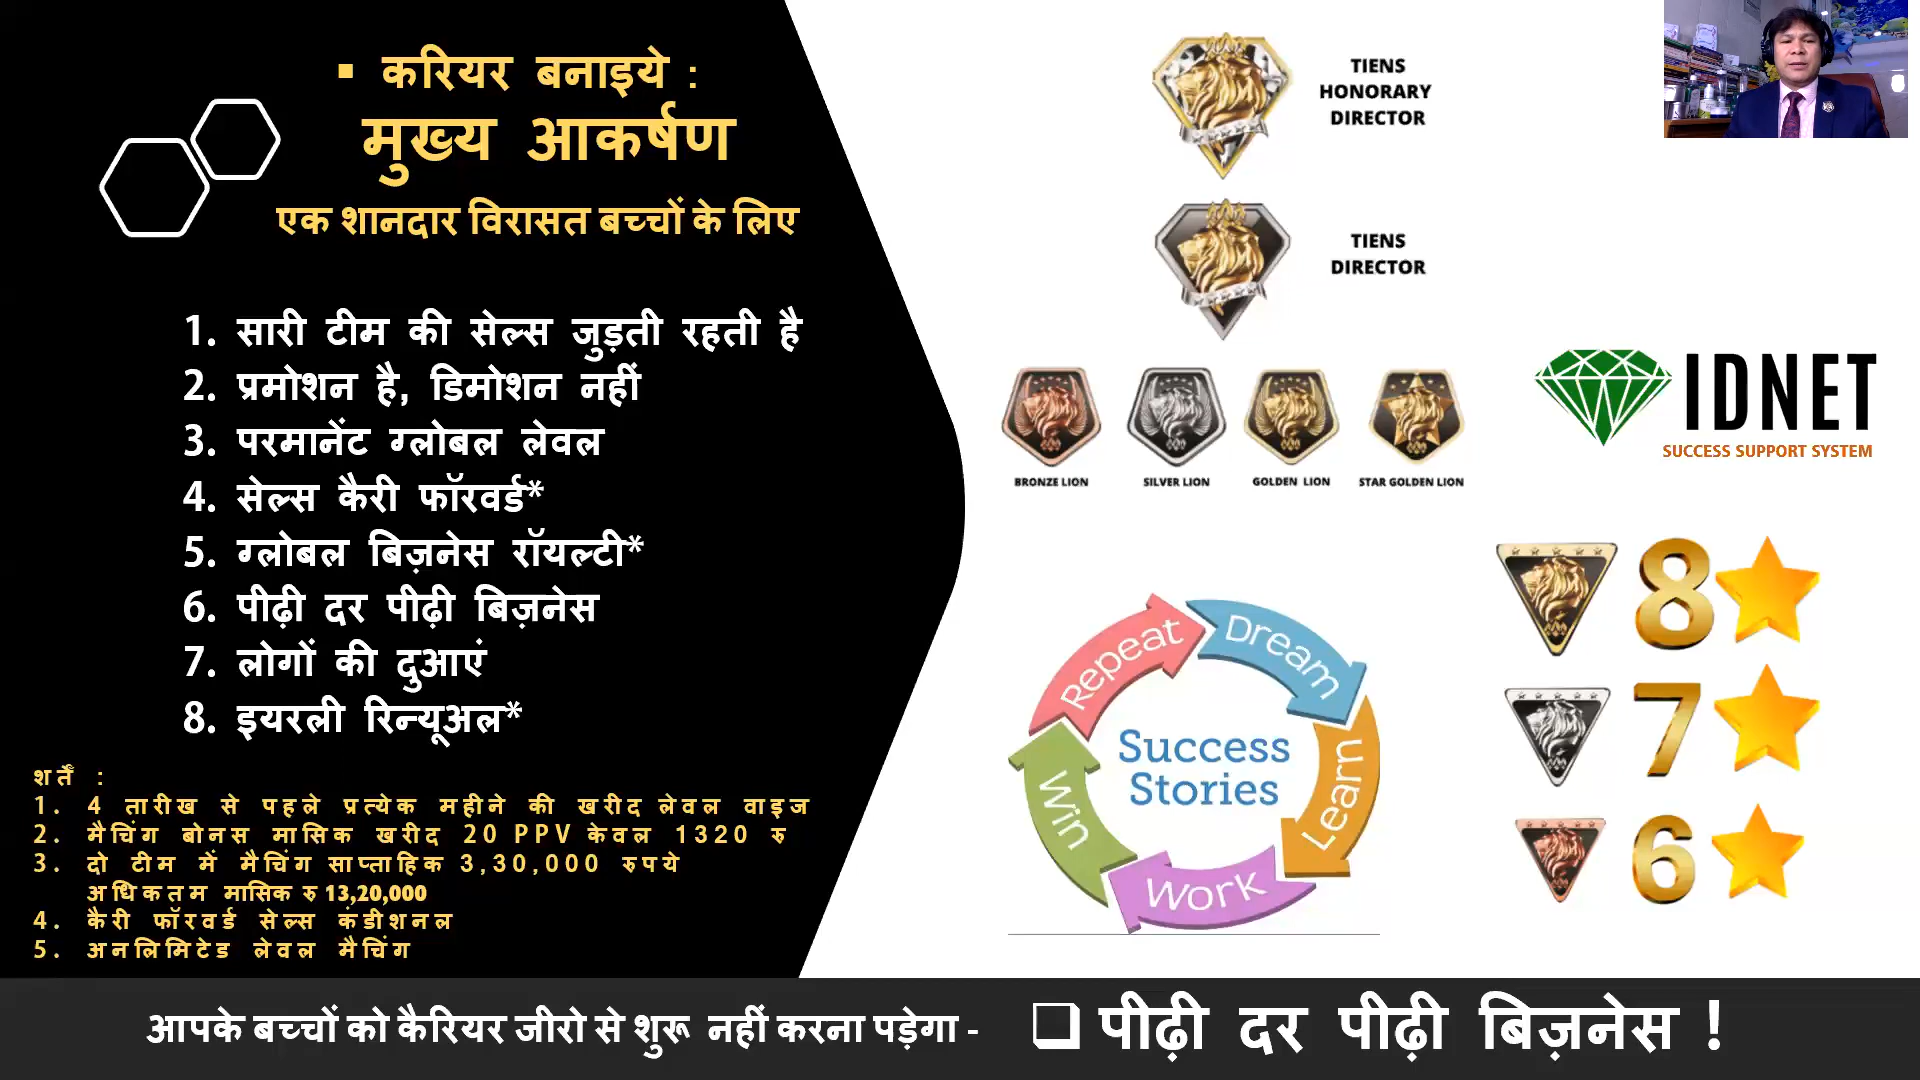 ▪ करियर बनाइये :
मुख्य आकर्षण
एक शानदार विरासत बच्चों के लिए
1. सारी टीम की सेल्स जुड़ती रहती है
2. प्रमोशन है, डिमोशन नहीं
3. परमानेंट ग्लोबल लेवल
4. सेल्स कैरी फॉरवर्ड*
5. ग्लोबल बिज़नेस रॉयल्टी*
6. पीढ़ी दर पीढ़ी बिज़नेस
7. लोगों की दुआएं
8. इयरली रिन्यूअल*
शर्तें :
1. 4 तारीख से पहले प्रत्येक महीने की खरीद लेवल वाइज
2. मैचिंग बोनस मासिक खरीद 20 PPV केवल 1320 रु
3. दो टीम में मैचिंग साप्ताहिक 3,30,000 रुपये
अधिकतम मासिक रु 13,20,000
4. कैरी फॉरवर्ड सेल्स कंडीशनल
5. अनलिमिटेड लेवल मैचिंग
TIENS
HONORARY
DIRECTOR
TIENS
DIRECTOR
BRONZE LION
SILVER LION
GOLDEN LION
STAR GOLDEN LION
IDNET
SUCCESS SUPPORT SYSTEM
Dream
Learn
Work
Win
Repeat
Success
Stories
8
7
6
आपके बच्चों को कैरियर जीरो से शुरू नहीं करना पड़ेगा -
❑ पीढ़ी दर पीढ़ी बिज़नेस !